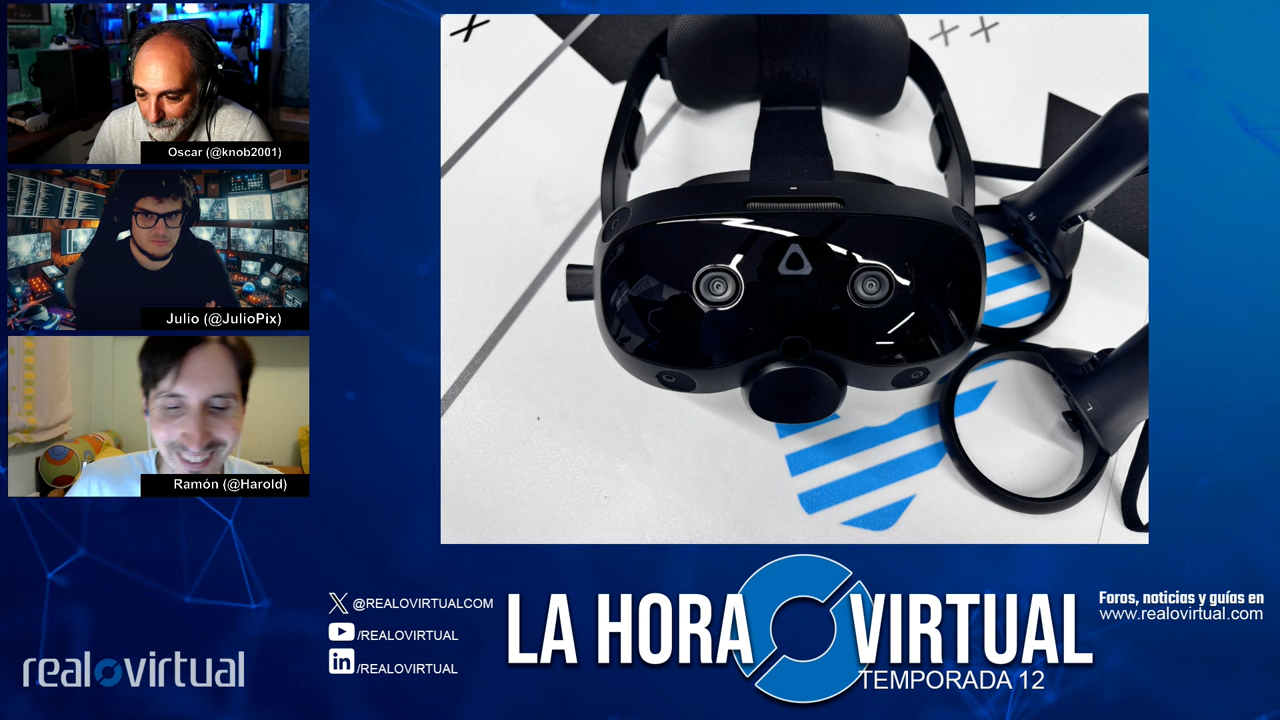 Oscar (@knob2001)
Julio (@JulioPix)
Ramón (@Harold)
R
L
@REALOVIRTUALCOM
/REALOVIRTUAL
/REALOVIRTUAL
LA HORA VIRTUAL
TEMPORADA 12
Foros, noticias y guías en
www.realovirtual.com
realovirtual